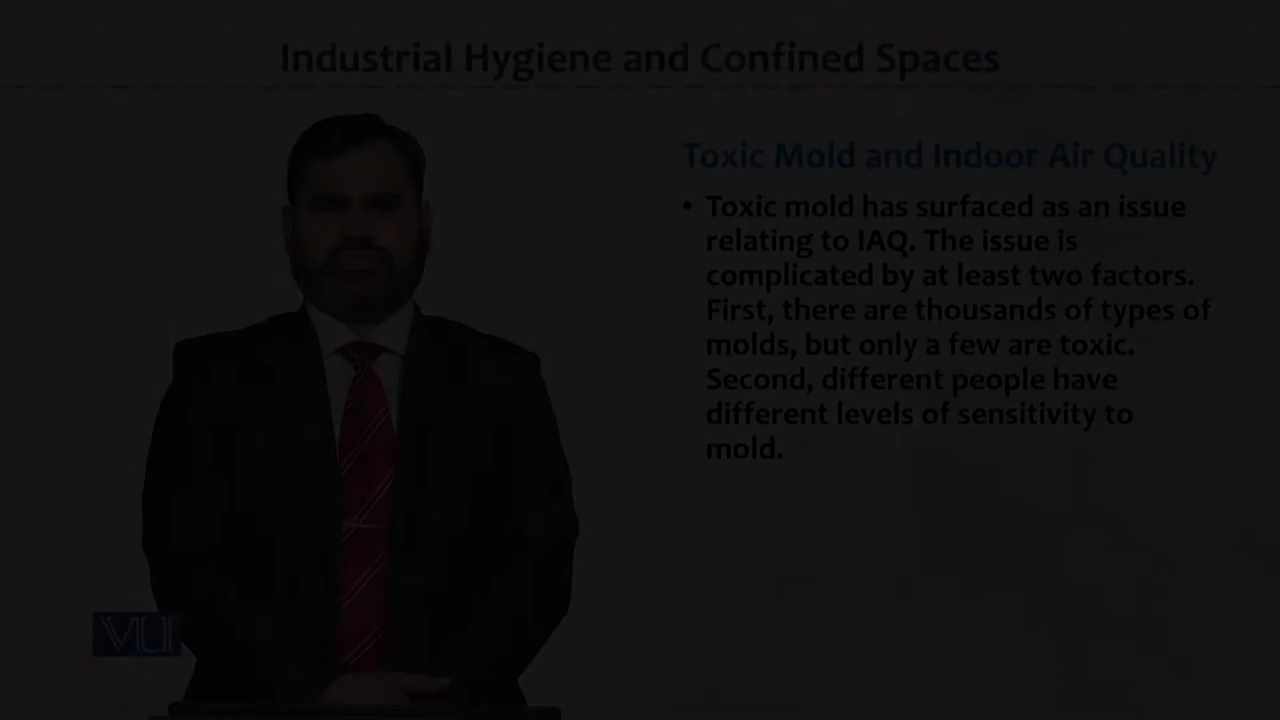 Industrial Hygiene and Confined Spaces
Toxic Mold and Indoor Air Quality
• Toxic mold has surfaced as an issue
relating to IAQ. The issue is
complicated by at least two factors.
First, there are thousands of types of
molds, but only a few are toxic.
Second, different people have
different levels of sensitivity to
mold.
VU